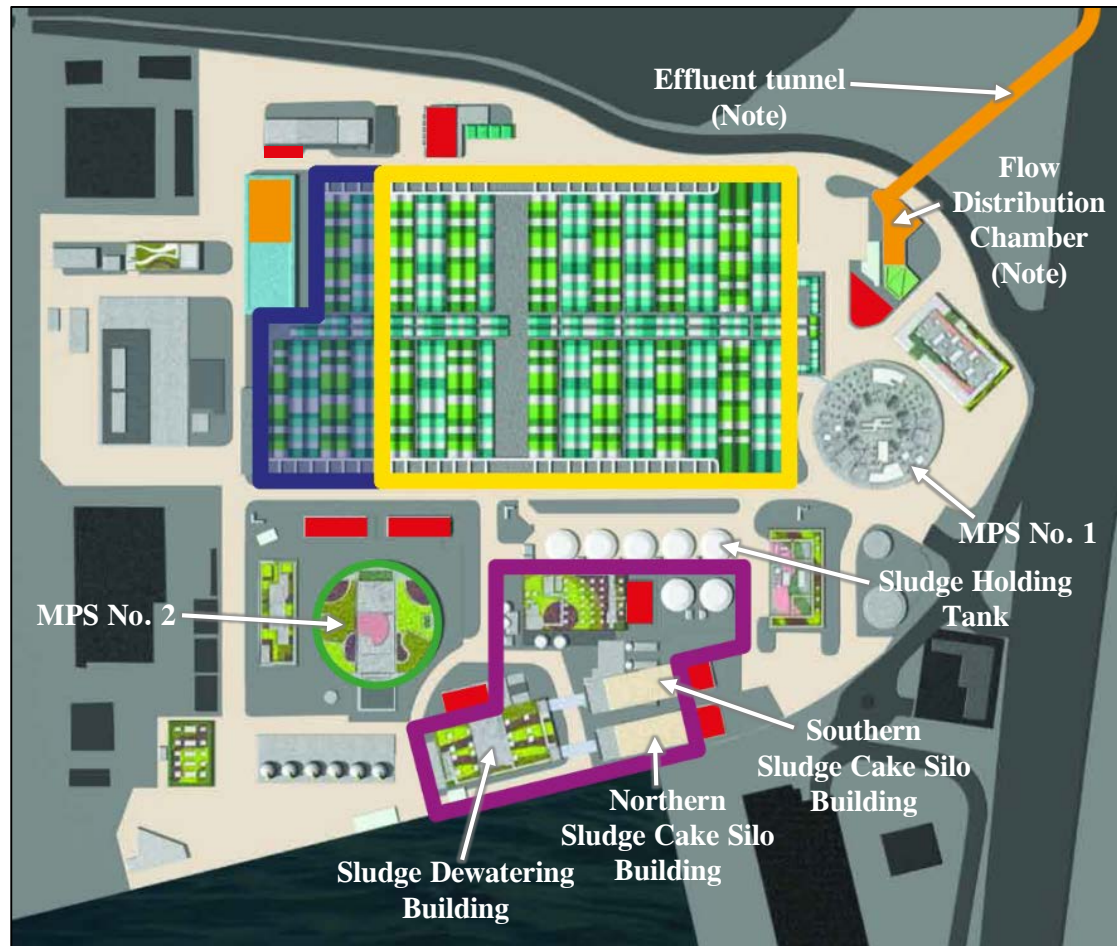 Effluent tunnel
(Note)
Flow
Distribution
Chamber
(Note)
MPS No. 1
Sludge Holding
Tank
MPS No. 2
Southern
Sludge Cake Silo
Building
Northern
Sludge Cake Silo
Building
Sludge Dewatering
Building